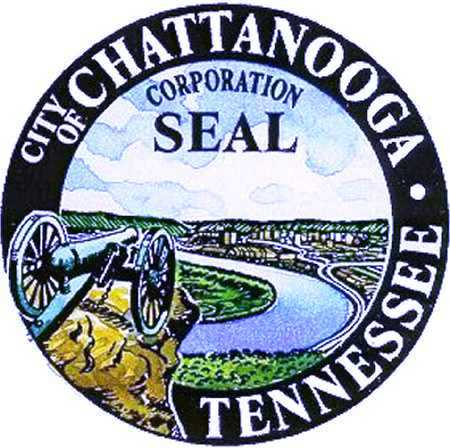 CITY OF CHATTANOOGA • TENNESSEE
CORPORATION
SEAL